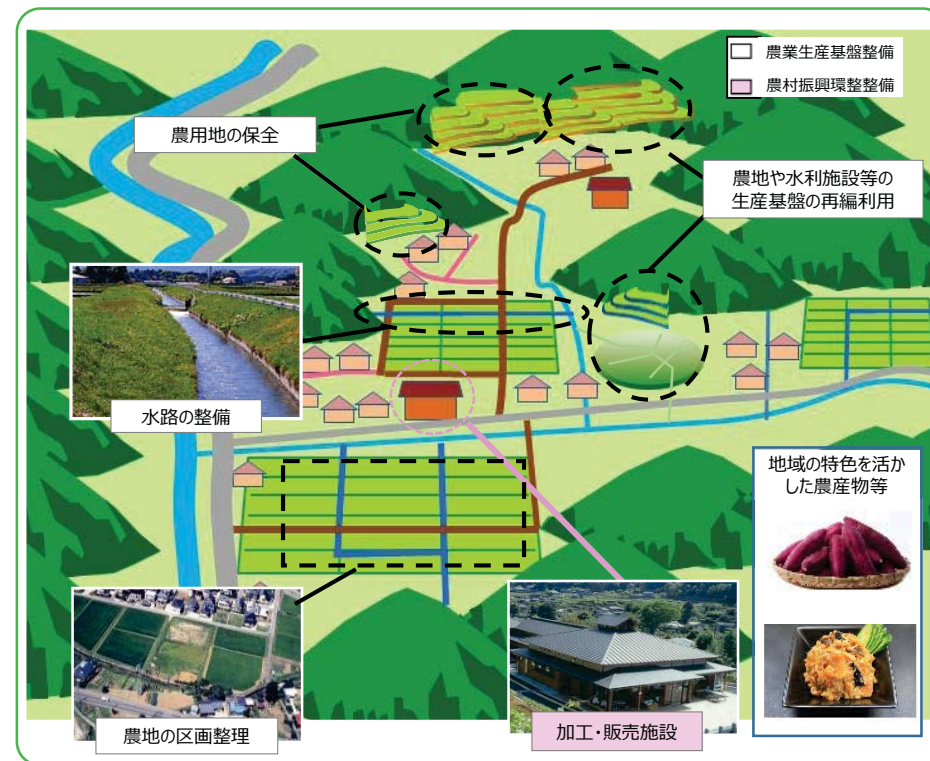 農業生産基盤整備
農村振興環整整備
農用地の保全
農地や水利施設等の
生産基盤の再編利用
水路の整備
地域の特色を活か
した農産物等
農地の区画整理
加工・販売施設